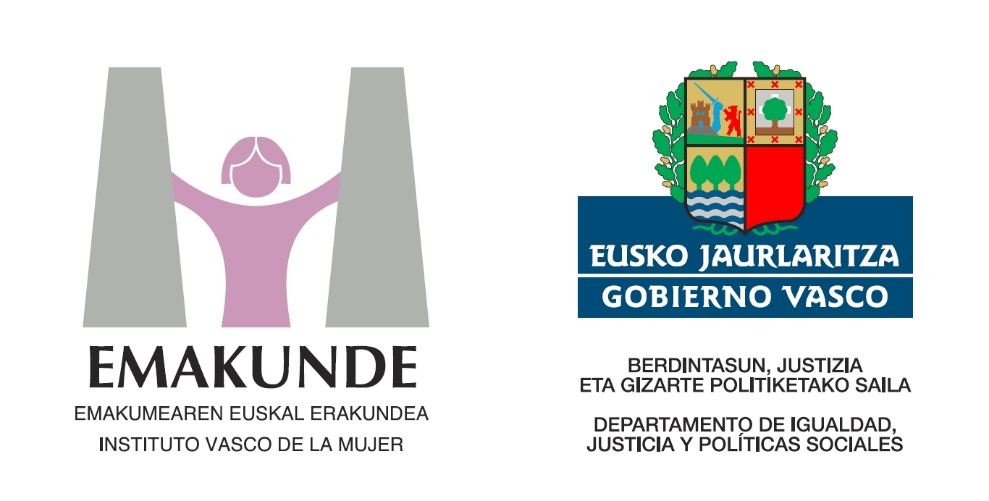 EMAKUNDE
EMAKUMEAREN EUSKAL ERAKUNDEA
INSTITUTO VASCO DE LA MUJER
EUSKO JAURLARITZA
GOBIERNO VASCO
BERDINTASUN, JUSTIZIA
ETA GIZARTE POLITIKETAKO SAILA
DEPARTAMENTO DE IGUALDAD,
JUSTICIA Y POLÍTICAS SOCIALES